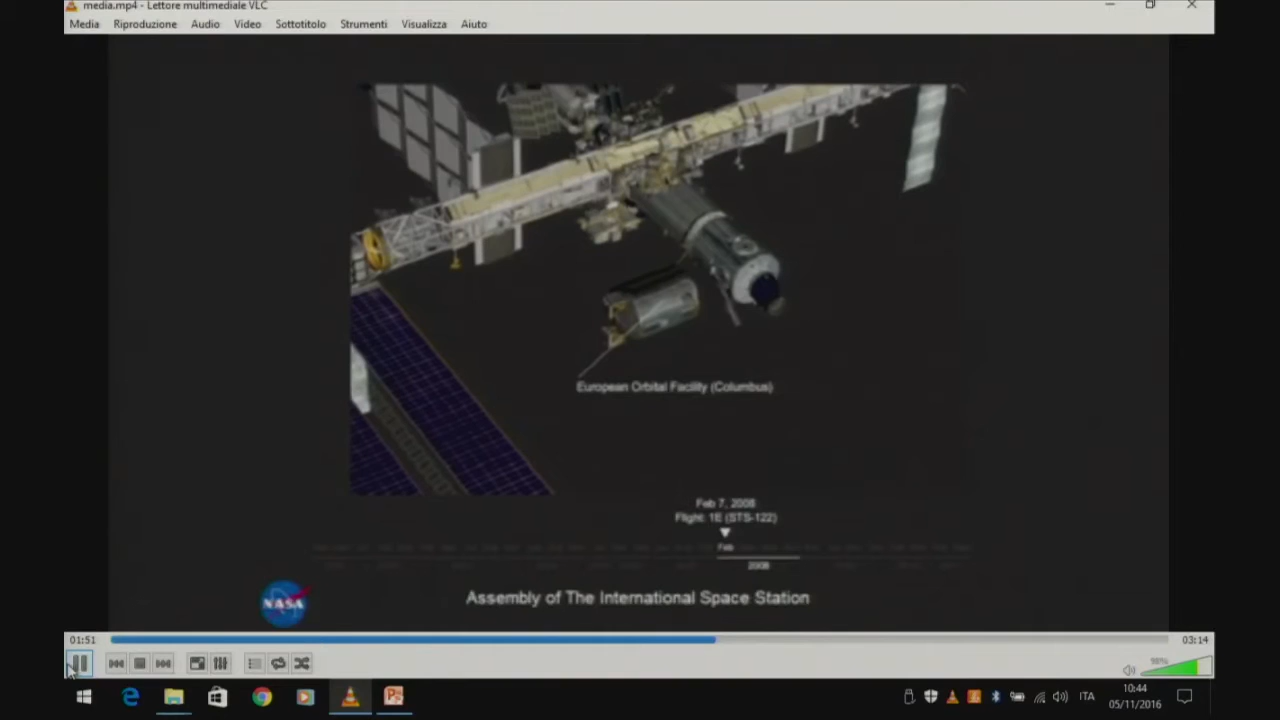 media.mp4 - Lettore multimediale VLC
Media Riproduzione Audio Video Sottotitolo Strumenti Visualizza Aiuto
European Orbital Facility (Columbus)
Feb 7, 2008
Flight: 1E (STS-122)
Feb
2008
NASA
Assembly of The International Space Station
01:51
03:14
98%
ITA
10:44
05/11/2016